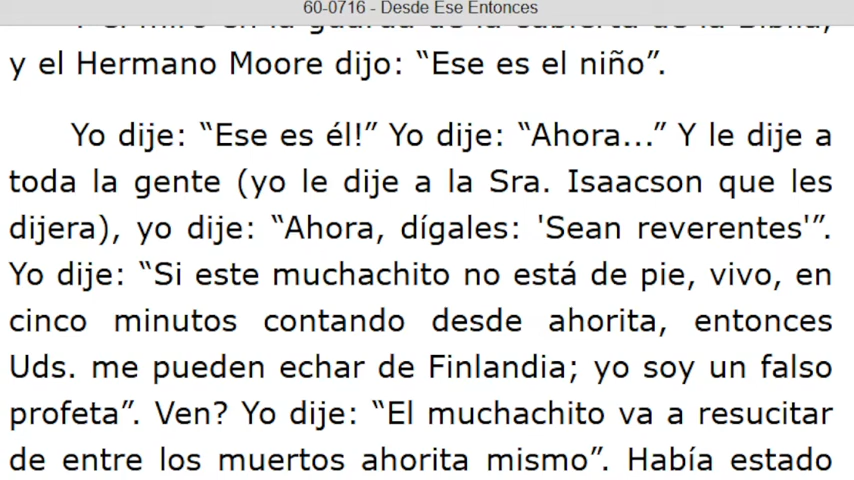 60-0716 - Desde Ese Entonces
y el Hermano Moore dijo: “Ese es el niño”.
Yo dije: “Ese es él!” Yo dije: “Ahora...” Y le dije a
toda la gente (yo le dije a la Sra. Isaacson que les
dijera), yo dije: “Ahora, dígales: 'Sean reverentes'”.
Yo dije: “Si este muchachito no está de pie, vivo, en
cinco minutos contando desde ahorita, entonces
Uds. me pueden echar de Finlandia; yo soy un falso
profeta”. Ven? Yo dije: “El muchachito va a resucitar
de entre los muertos ahorita mismo”. Había estado